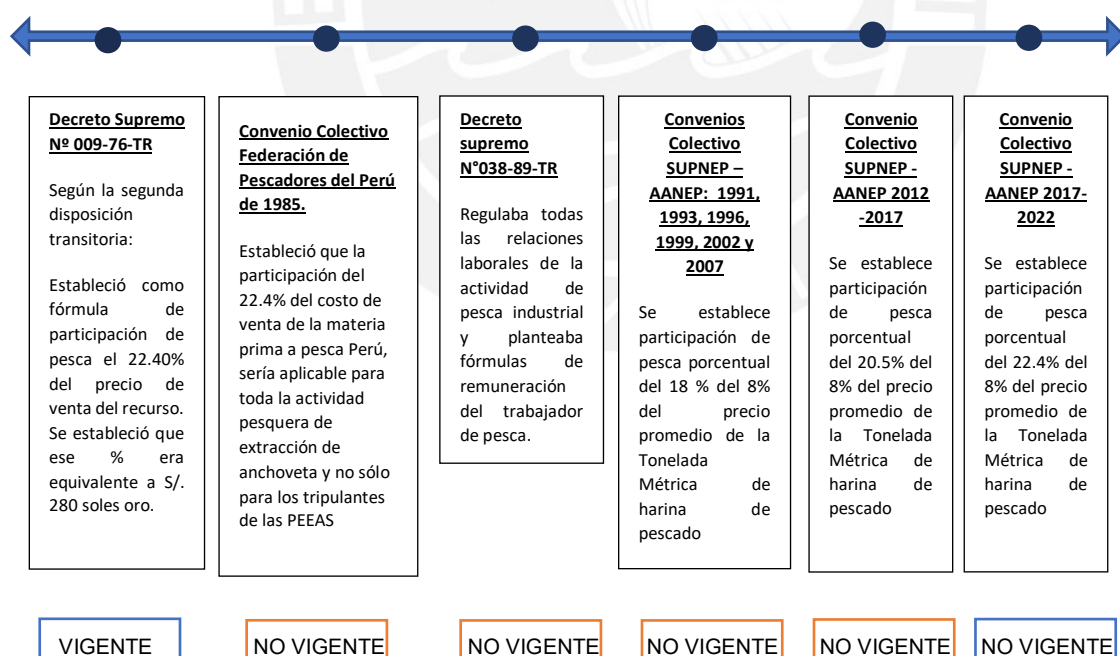 Decreto Supremo
Nº 009-76-TR
Según la segunda
disposición
transitoria:
Estableció como
fórmula de
participación de
pesca el 22.40%
del precio de
venta del recurso.
Se estableció que
ese % era
equivalente a S/.
280 soles oro.
VIGENTE
Convenio Colectivo
Federación de
Pescadores del Perú
de 1985.
Estableció que la
participación del
22.4% del costo de
venta de la materia
prima a pesca Perú,
sería aplicable para
toda la actividad
pesquera de
extracción de
anchoveta y no sólo
para los tripulantes
de las PEEAS
NO VIGENTE
Decreto
supremo
N°038-89-TR
Regulaba todas
las relaciones
laborales de la
actividad de
pesca industrial
y planteaba
fórmulas de
remuneración
del trabajador
de pesca.
NO VIGENTE
Convenios
Colectivo
SUPNEP –
AANEP: 1991,
1993, 1996,
1999, 2002 y
2007
Se establece
participación de
pesca porcentual
del 18 % del 8%
del precio
promedio de la
Tonelada
Métrica de
harina de
pescado
NO VIGENTE
Convenio
Colectivo
SUPNEP -
AANEP 2012
-2017
Se establece
participación
de pesca
porcentual
del 20.5% del
8% del precio
promedio de
la Tonelada
Métrica de
harina de
pescado
NO VIGENTE
Convenio
Colectivo
SUPNEP -
AANEP 2017-
2022
Se establece
participación
de pesca
porcentual
del 22.4% del
8% del precio
promedio de
la Tonelada
Métrica de
harina de
pescado
NO VIGENTE